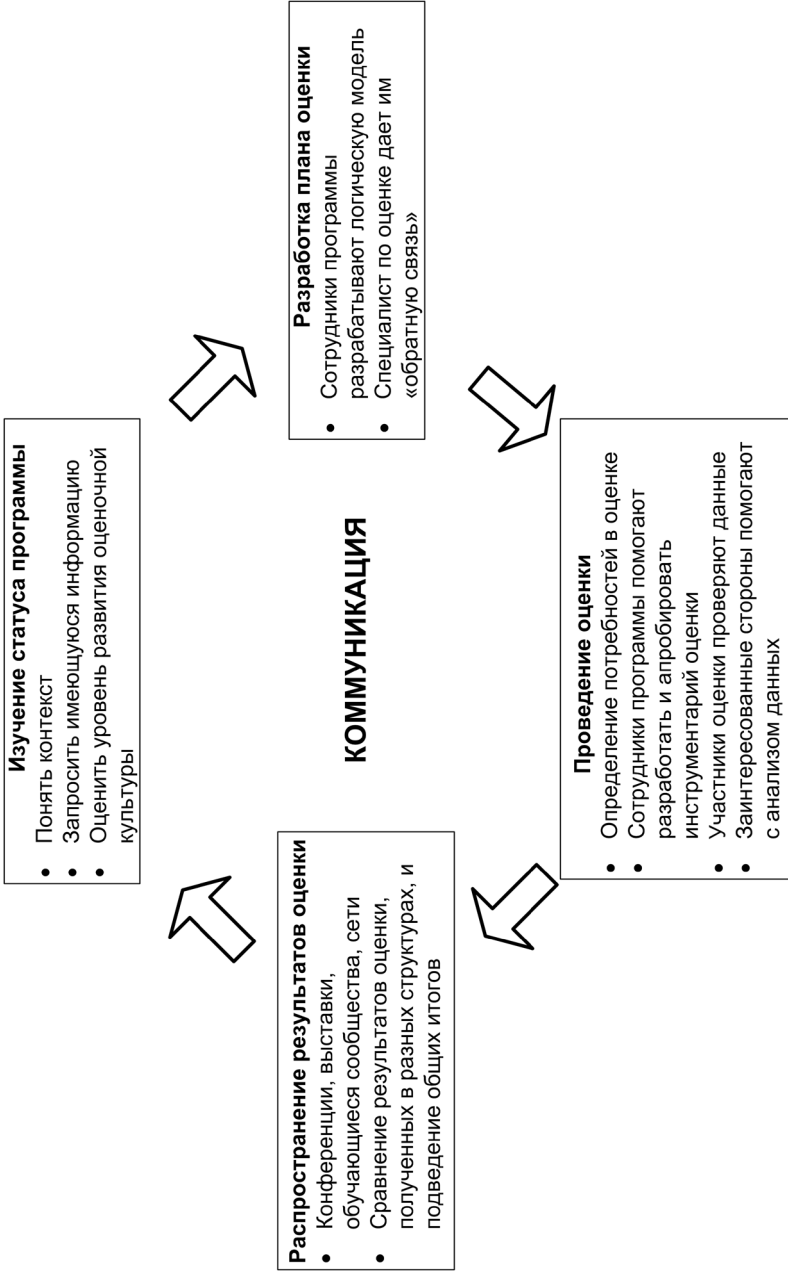 Изучение статуса программы
• Понять контекст
• Запросить имеющуюся информацию
• Оценить уровень развития оценочной
культуры
Разработка плана оценки
• Сотрудники программы
разрабатывают логическую модель
• Специалист по оценке дает им
«обратную связь»
КОММУНИКАЦИЯ
Проведение оценки
• Определение потребностей в оценке
• Сотрудники программы помогают
разработать и апробировать
инструментарий оценки
• Участники оценки проверяют данные
• Заинтересованные стороны помогают
с анализом данных
Распространение результатов оценки
• Конференции, выставки,
обучающиеся сообщества, сети
• Сравнение результатов оценки,
полученных в разных структурах, и
подведение общих итогов